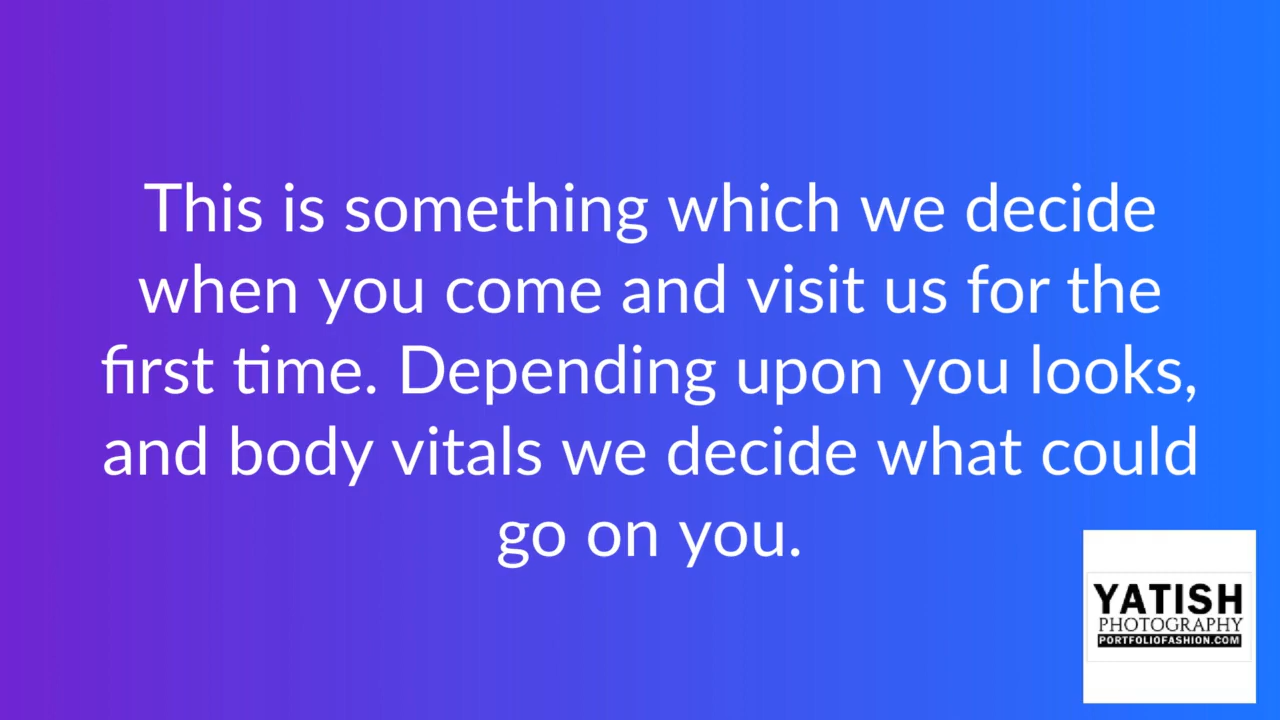 This is something which we decide
when you come and visit us for the
first time. Depending upon you looks,
and body vitals we decide what could
go on you.
YATISH
PHOTOGRAPHY
PORTFOLIOFASHION.COM